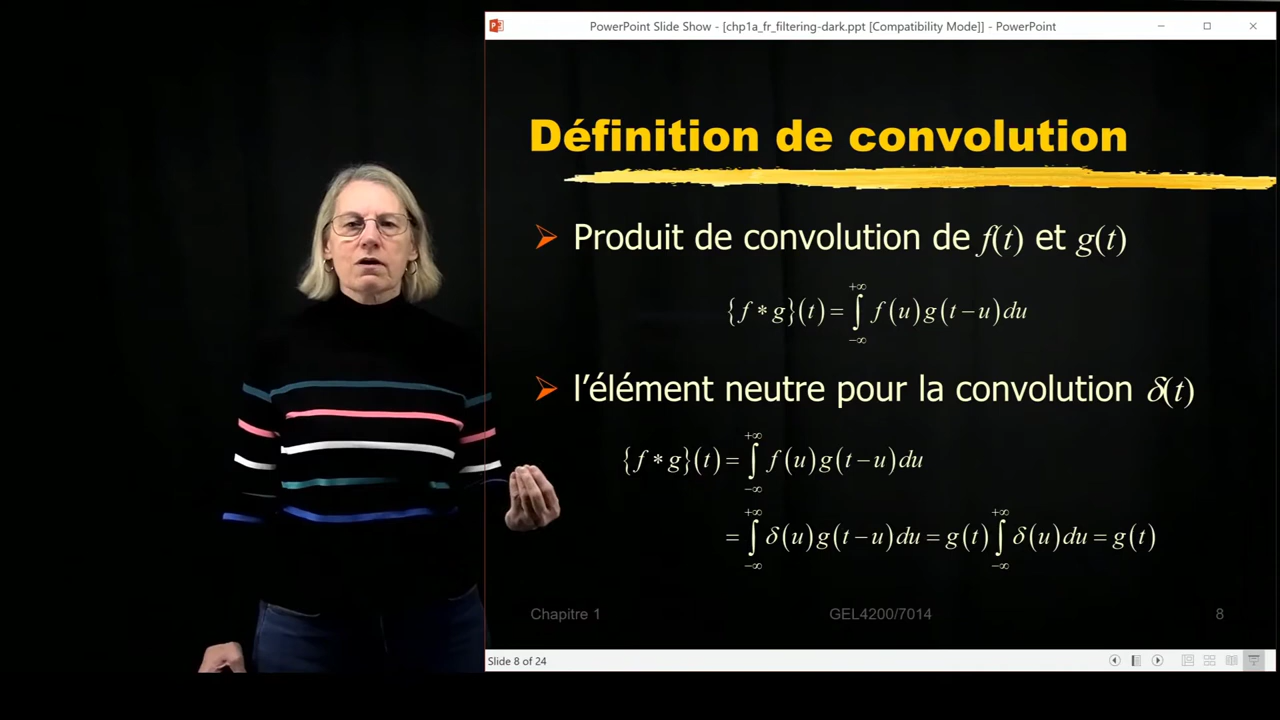 PowerPoint Slide Show - [chp1a_fr_filtering-dark.ppt [Compatibility Mode]] - PowerPoint
Définition de convolution
Produit de convolution de f(t) et g(t)
{f * g}(t) = ∫_{−∞}^{+∞} f(u)g(t−u)du
l’élément neutre pour la convolution δ(t)
{f * g}(t) = ∫_{−∞}^{+∞} f(u)g(t−u)du
= ∫_{−∞}^{+∞} δ(u)g(t−u)du = g(t) ∫_{−∞}^{+∞} δ(u)du = g(t)
Chapitre 1 GEL4200/7014 8
Slide 8 of 24